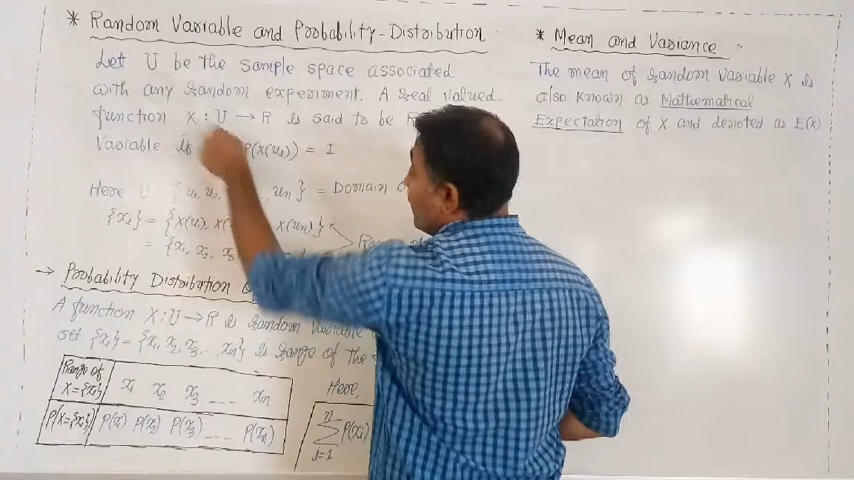 * Random Variable and Probability-Distribution
Let U be the sample space associated
with any random experiment. A real valued
function X : U → R is said to be
Variable P(X(ui)) = 1
Here U {u1, u2, , un} = Domain
{xi} = {X(u1), X( X(un)}
= {x1, x2, x3
→ Probability Distribution
A function X : U → R is random variable
set {xi} = {x1, x2, x3, .. xn} is range of the
Range of X = {xi} x1 x2 x3 ... xn
P(X={xi}) P(x1) P(x2) P(x3) ... P(xn)
Here,
n Σ i=1 P(xi)
* Mean and Variance :
The mean of random variable X is
also known as Mathematical
Expectation of X and denoted as E(X)